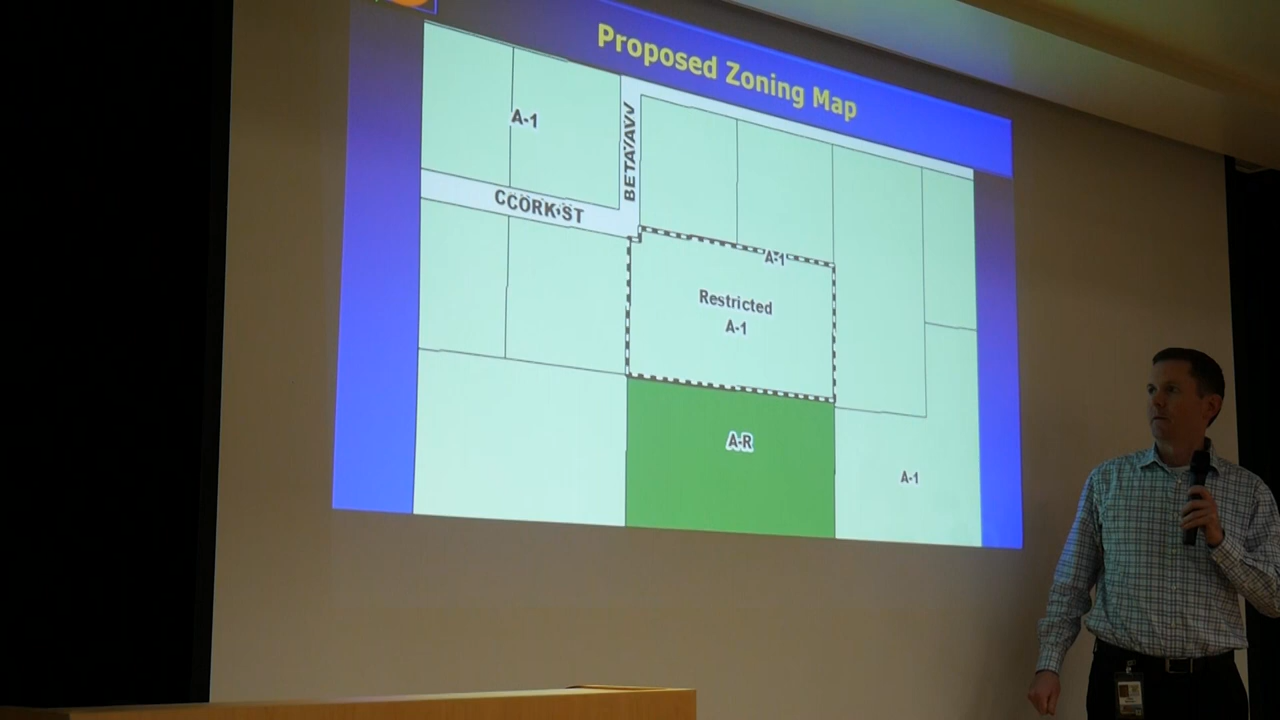 Proposed Zoning Map
A-1
BETA AVV
CCORK ST
A-1
Restricted
A-1
A-R
A-1